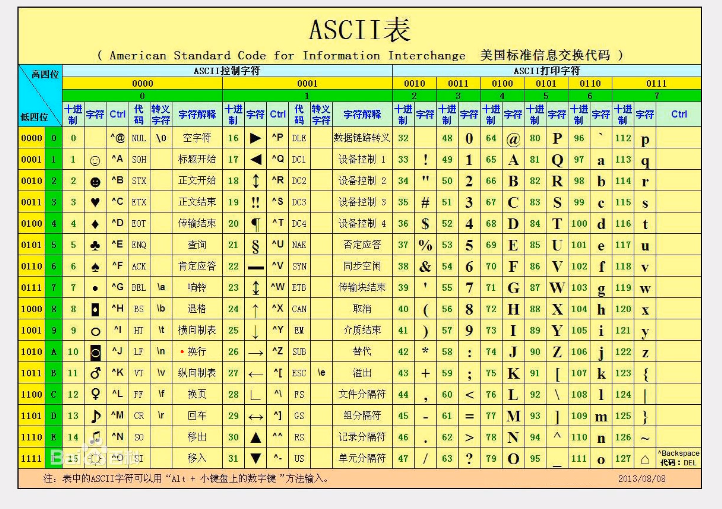 ASCII表
( American Standard Code for Information Interchange 美国标准信息交换代码 )
高四位 ASCII控制字符 ASCII打印字符
0000 0001 0010 0011 0100 0101 0110 0111
0 1 2 3 4 5 6 7
低四位 十进制 字符 Ctrl 代码 转义字符 字符解释 十进制 字符 Ctrl 代码 转义字符 字符解释 十进制 字符 十进制 字符 十进制 字符 十进制 字符 十进制 字符 十进制 字符 Ctrl
0000 0 0 ^@ NUL \0 空字符 16 ► ^P DLE 数据链路转义 32 48 0 64 @ 80 P 96 ` 112 p
0001 1 1 ☺ ^A SOH 标题开始 17 ◄ ^Q DC1 设备控制 1 33 ! 49 1 65 A 81 Q 97 a 113 q
0010 2 2 ☻ ^B STX 正文开始 18 ↕ ^R DC2 设备控制 2 34 " 50 2 66 B 82 R 98 b 114 r
0011 3 3 ♥ ^C ETX 正文结束 19 ‼ ^S DC3 设备控制 3 35 # 51 3 67 C 83 S 99 c 115 s
0100 4 4 ♦ ^D EOT 传输结束 20 ¶ ^T DC4 设备控制 4 36 $ 52 4 68 D 84 T 100 d 116 t
0101 5 5 ♣ ^E ENQ 查询 21 § ^U NAK 否定应答 37 % 53 5 69 E 85 U 101 e 117 u
0110 6 6 ♠ ^F ACK 肯定应答 22 ▬ ^V SYN 同步空闲 38 & 54 6 70 F 86 V 102 f 118 v
0111 7 7 • ^G BEL \a 响铃 23 ↨ ^W ETB 传输块结束 39 ' 55 7 71 G 87 W 103 g 119 w
1000 8 8 ◘ ^H BS \b 退格 24 ↑ ^X CAN 取消 40 ( 56 8 72 H 88 X 104 h 120 x
1001 9 9 ○ ^I HT \t 横向制表 25 ↓ ^Y EM 介质结束 41 ) 57 9 73 I 89 Y 105 i 121 y
1010 A 10 ◙ ^J LF \n 换行 26 → ^Z SUB 替代 42 * 58 : 74 J 90 Z 106 j 122 z
1011 B 11 ♂ ^K VT \v 纵向制表 27 ← ^[ ESC \e 溢出 43 + 59 ; 75 K 91 [ 107 k 123 {
1100 C 12 ♀ ^L FF \f 换页 28 ∟ ^\ FS 文件分隔符 44 , 60 < 76 L 92 \ 108 l 124 |
1101 D 13 ♪ ^M CR \r 回车 29 ↔ ^] GS 组分隔符 45 - 61 = 77 M 93 ] 109 m 125 }
1110 E 14 ♫ ^N SO 移出 30 ▲ ^^ RS 记录分隔符 46 . 62 > 78 N 94 ^ 110 n 126 ~
1111 15 ☼ SI 移入 31 ▼ ^- US 单元分隔符 47 / 63 ? 79 O 95 _ 111 o 127 ⌂ ^Backspace 代码：DEL
注：表中的ASCII字符可以用“Alt + 小键盘上的数字键”方法输入。 2013/08/08